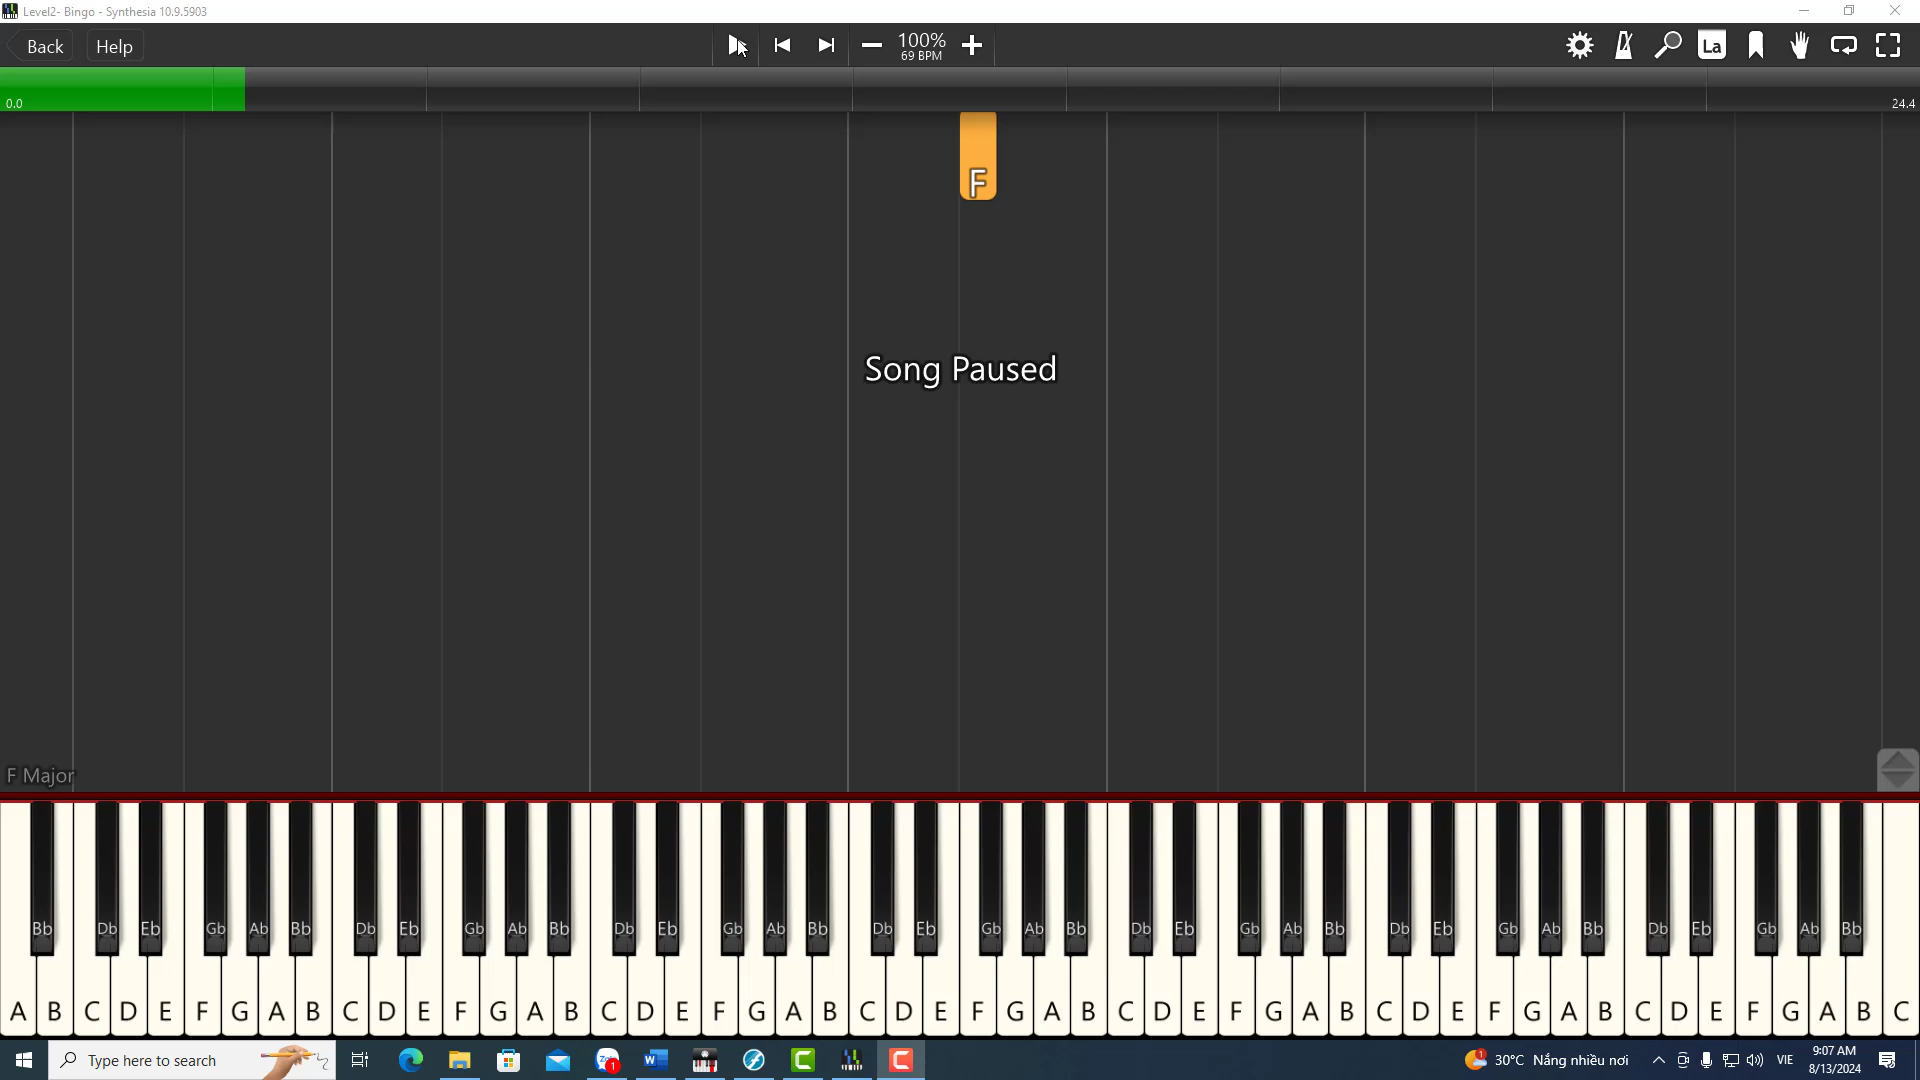 Level2- Bingo - Synthesia 10.9.5903
Back Help 100% La
69 BPM
0.0 24.4
F
Song Paused
F Major
Bb Db Eb Gb Ab Bb Db Eb Gb Ab Bb Db Eb Gb Ab Bb Db Eb Gb Ab Bb Db Eb Gb Ab Bb Db Eb Gb Ab Bb Db Eb Gb Ab Bb
A B C D E F G A B C D E F G A B C D E F G A B C D E F G A B C D E F G A B C D E F G A B C D E F G A B C
Type here to search Zalo 1 1 30°C Nắng nhiều nơi VIE 9:07 AM
8/13/2024